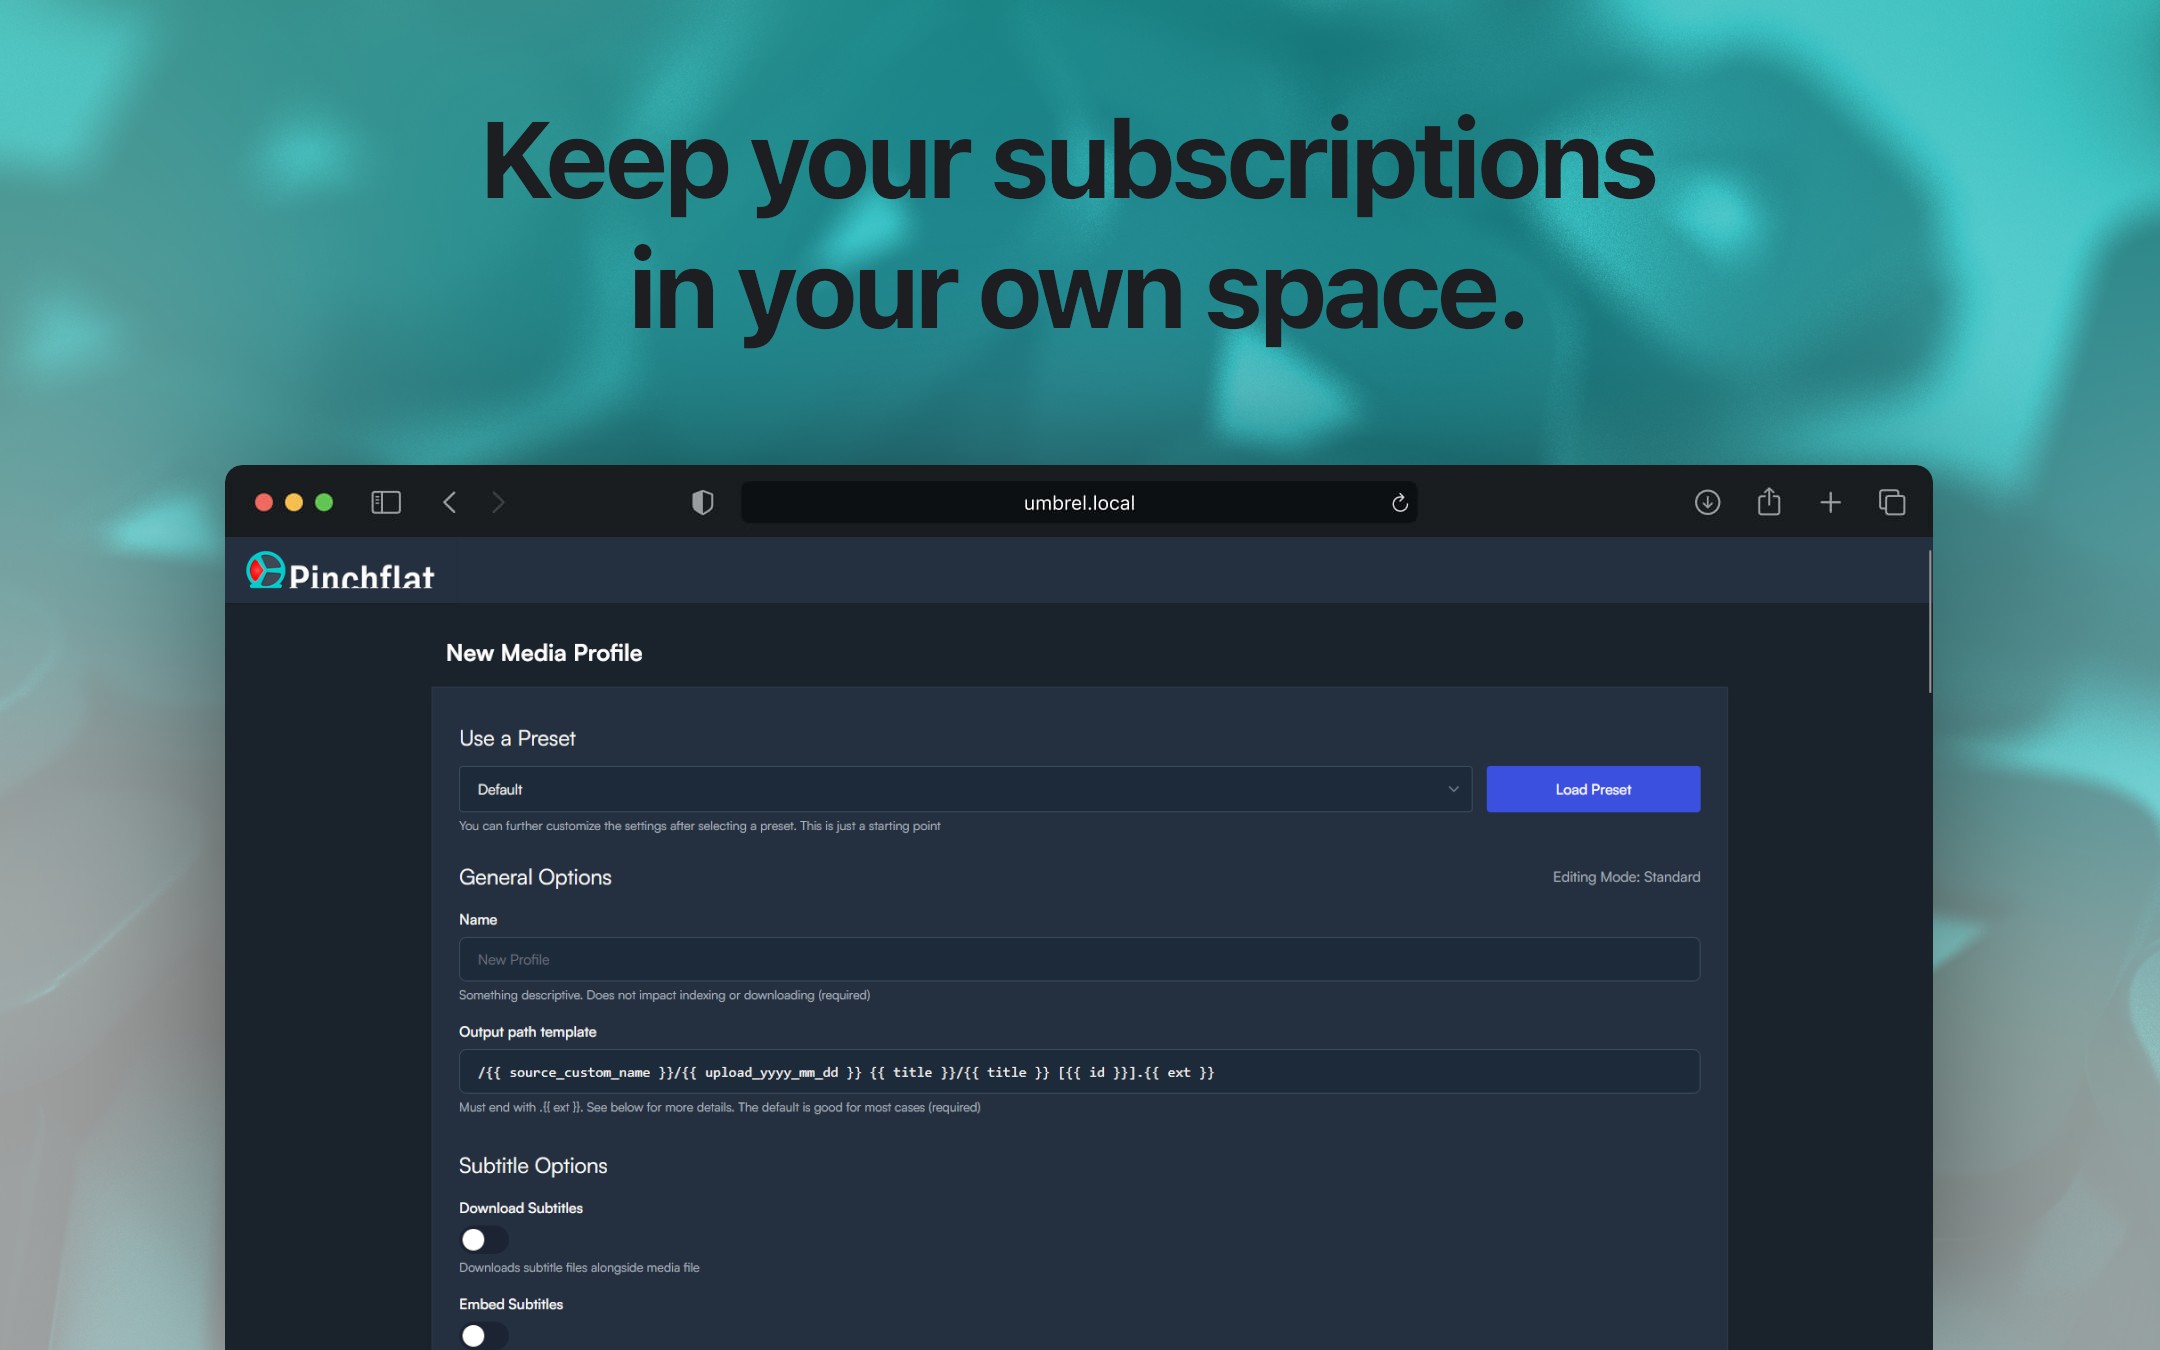 Keep your subscriptions
in your own space.
umbrel.local
Pinchflat
New Media Profile
Use a Preset
Default
Load Preset
You can further customize the settings after selecting a preset. This is just a starting point
General Options
Editing Mode: Standard
Name
New Profile
Something descriptive. Does not impact indexing or downloading (required)
Output path template
/{{ source_custom_name }}/{{ upload_yyyy_mm_dd }} {{ title }}/{{ title }} [{{ id }}].{{ ext }}
Must end with .{{ ext }}. See below for more details. The default is good for most cases (required)
Subtitle Options
Download Subtitles
Downloads subtitle files alongside media file
Embed Subtitles